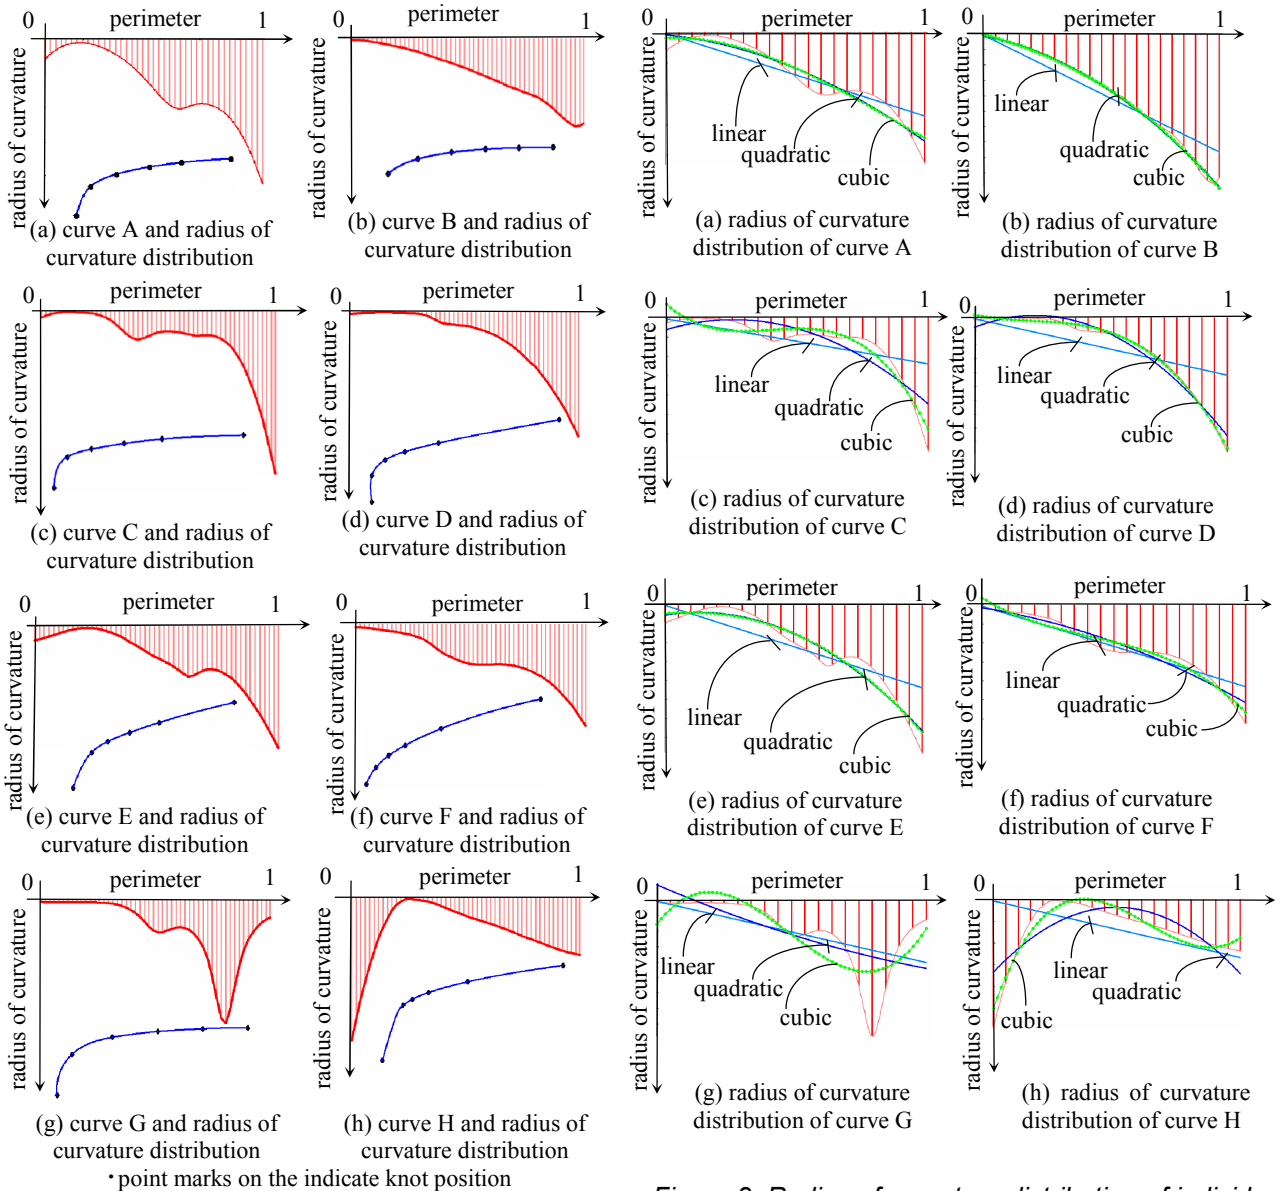 0
perimeter
1
radius of curvature
(a) curve A and radius of
curvature distribution
0
perimeter
1
radius of curvature
(b) curve B and radius of
curvature distribution
0
perimeter
1
radius of curvature
(c) curve C and radius of
curvature distribution
0
perimeter
1
radius of curvature
(d) curve D and radius of
curvature distribution
0
perimeter
1
radius of curvature
(e) curve E and radius of
curvature distribution
0
perimeter
1
radius of curvature
(f) curve F and radius of
curvature distribution
0
perimeter
1
radius of curvature
(g) curve G and radius of
curvature distribution
0
perimeter
1
radius of curvature
(h) curve H and radius of
curvature distribution
•point marks on the indicate knot position
0
perimeter
1
radius of curvature
linear
quadratic
cubic
(a) radius of curvature
distribution of curve A
0
perimeter
1
radius of curvature
linear
quadratic
cubic
(b) radius of curvature
distribution of curve B
0
perimeter
1
radius of curvature
linear
quadratic
cubic
(c) radius of curvature
distribution of curve C
0
perimeter
1
radius of curvature
linear
quadratic
cubic
(d) radius of curvature
distribution of curve D
0
perimeter
1
radius of curvature
linear
quadratic
cubic
(e) radius of curvature
distribution of curve E
0
perimeter
1
radius of curvature
linear
quadratic
cubic
(f) radius of curvature
distribution of curve F
0
perimeter
1
radius of curvature
linear
quadratic
cubic
(g) radius of curvature
distribution of curve G
0
perimeter
1
radius of curvature
linear
quadratic
cubic
(h) radius of curvature
distribution of curve H